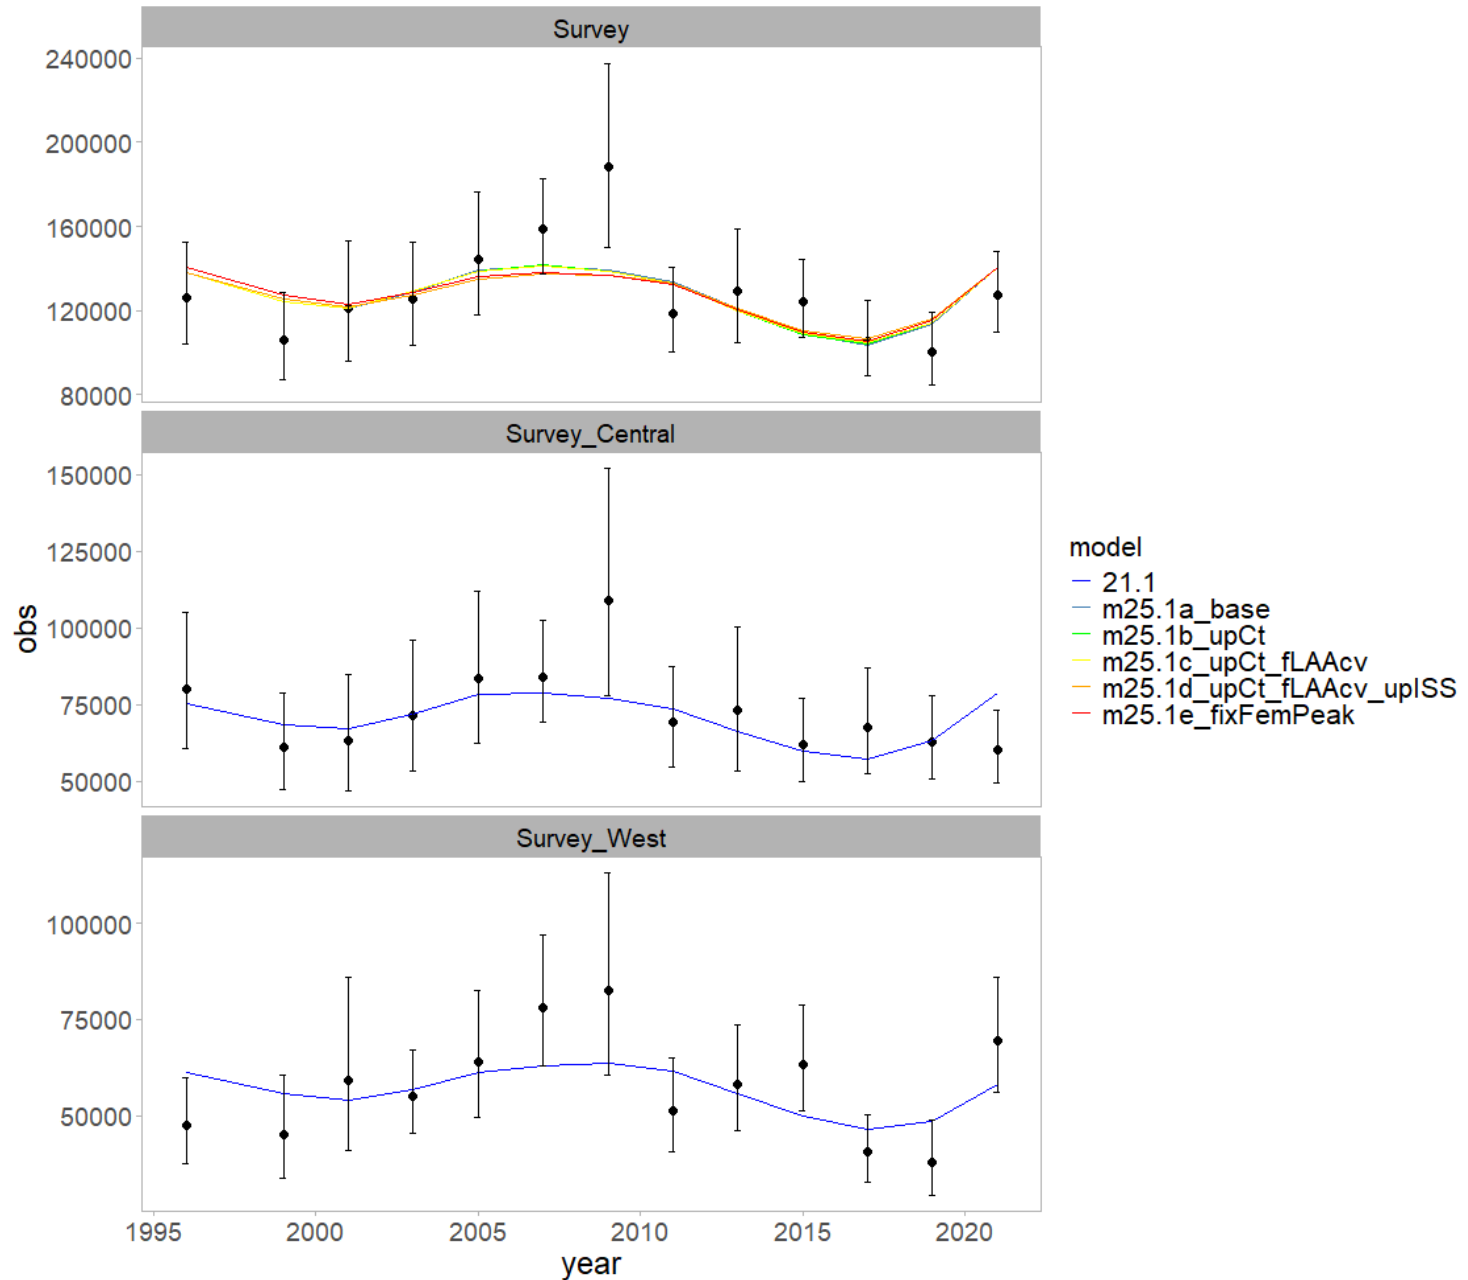 Survey
240000
200000
160000
120000
80000
Survey_Central
150000
125000
100000
75000
50000
Survey_West
100000
75000
50000
1995 2000 2005 2010 2015 2020
year
obs
model
21.1
m25.1a_base
m25.1b_upCt
m25.1c_upCt_fLAAcv
m25.1d_upCt_fLAAcv_upISS
m25.1e_fixFemPeak